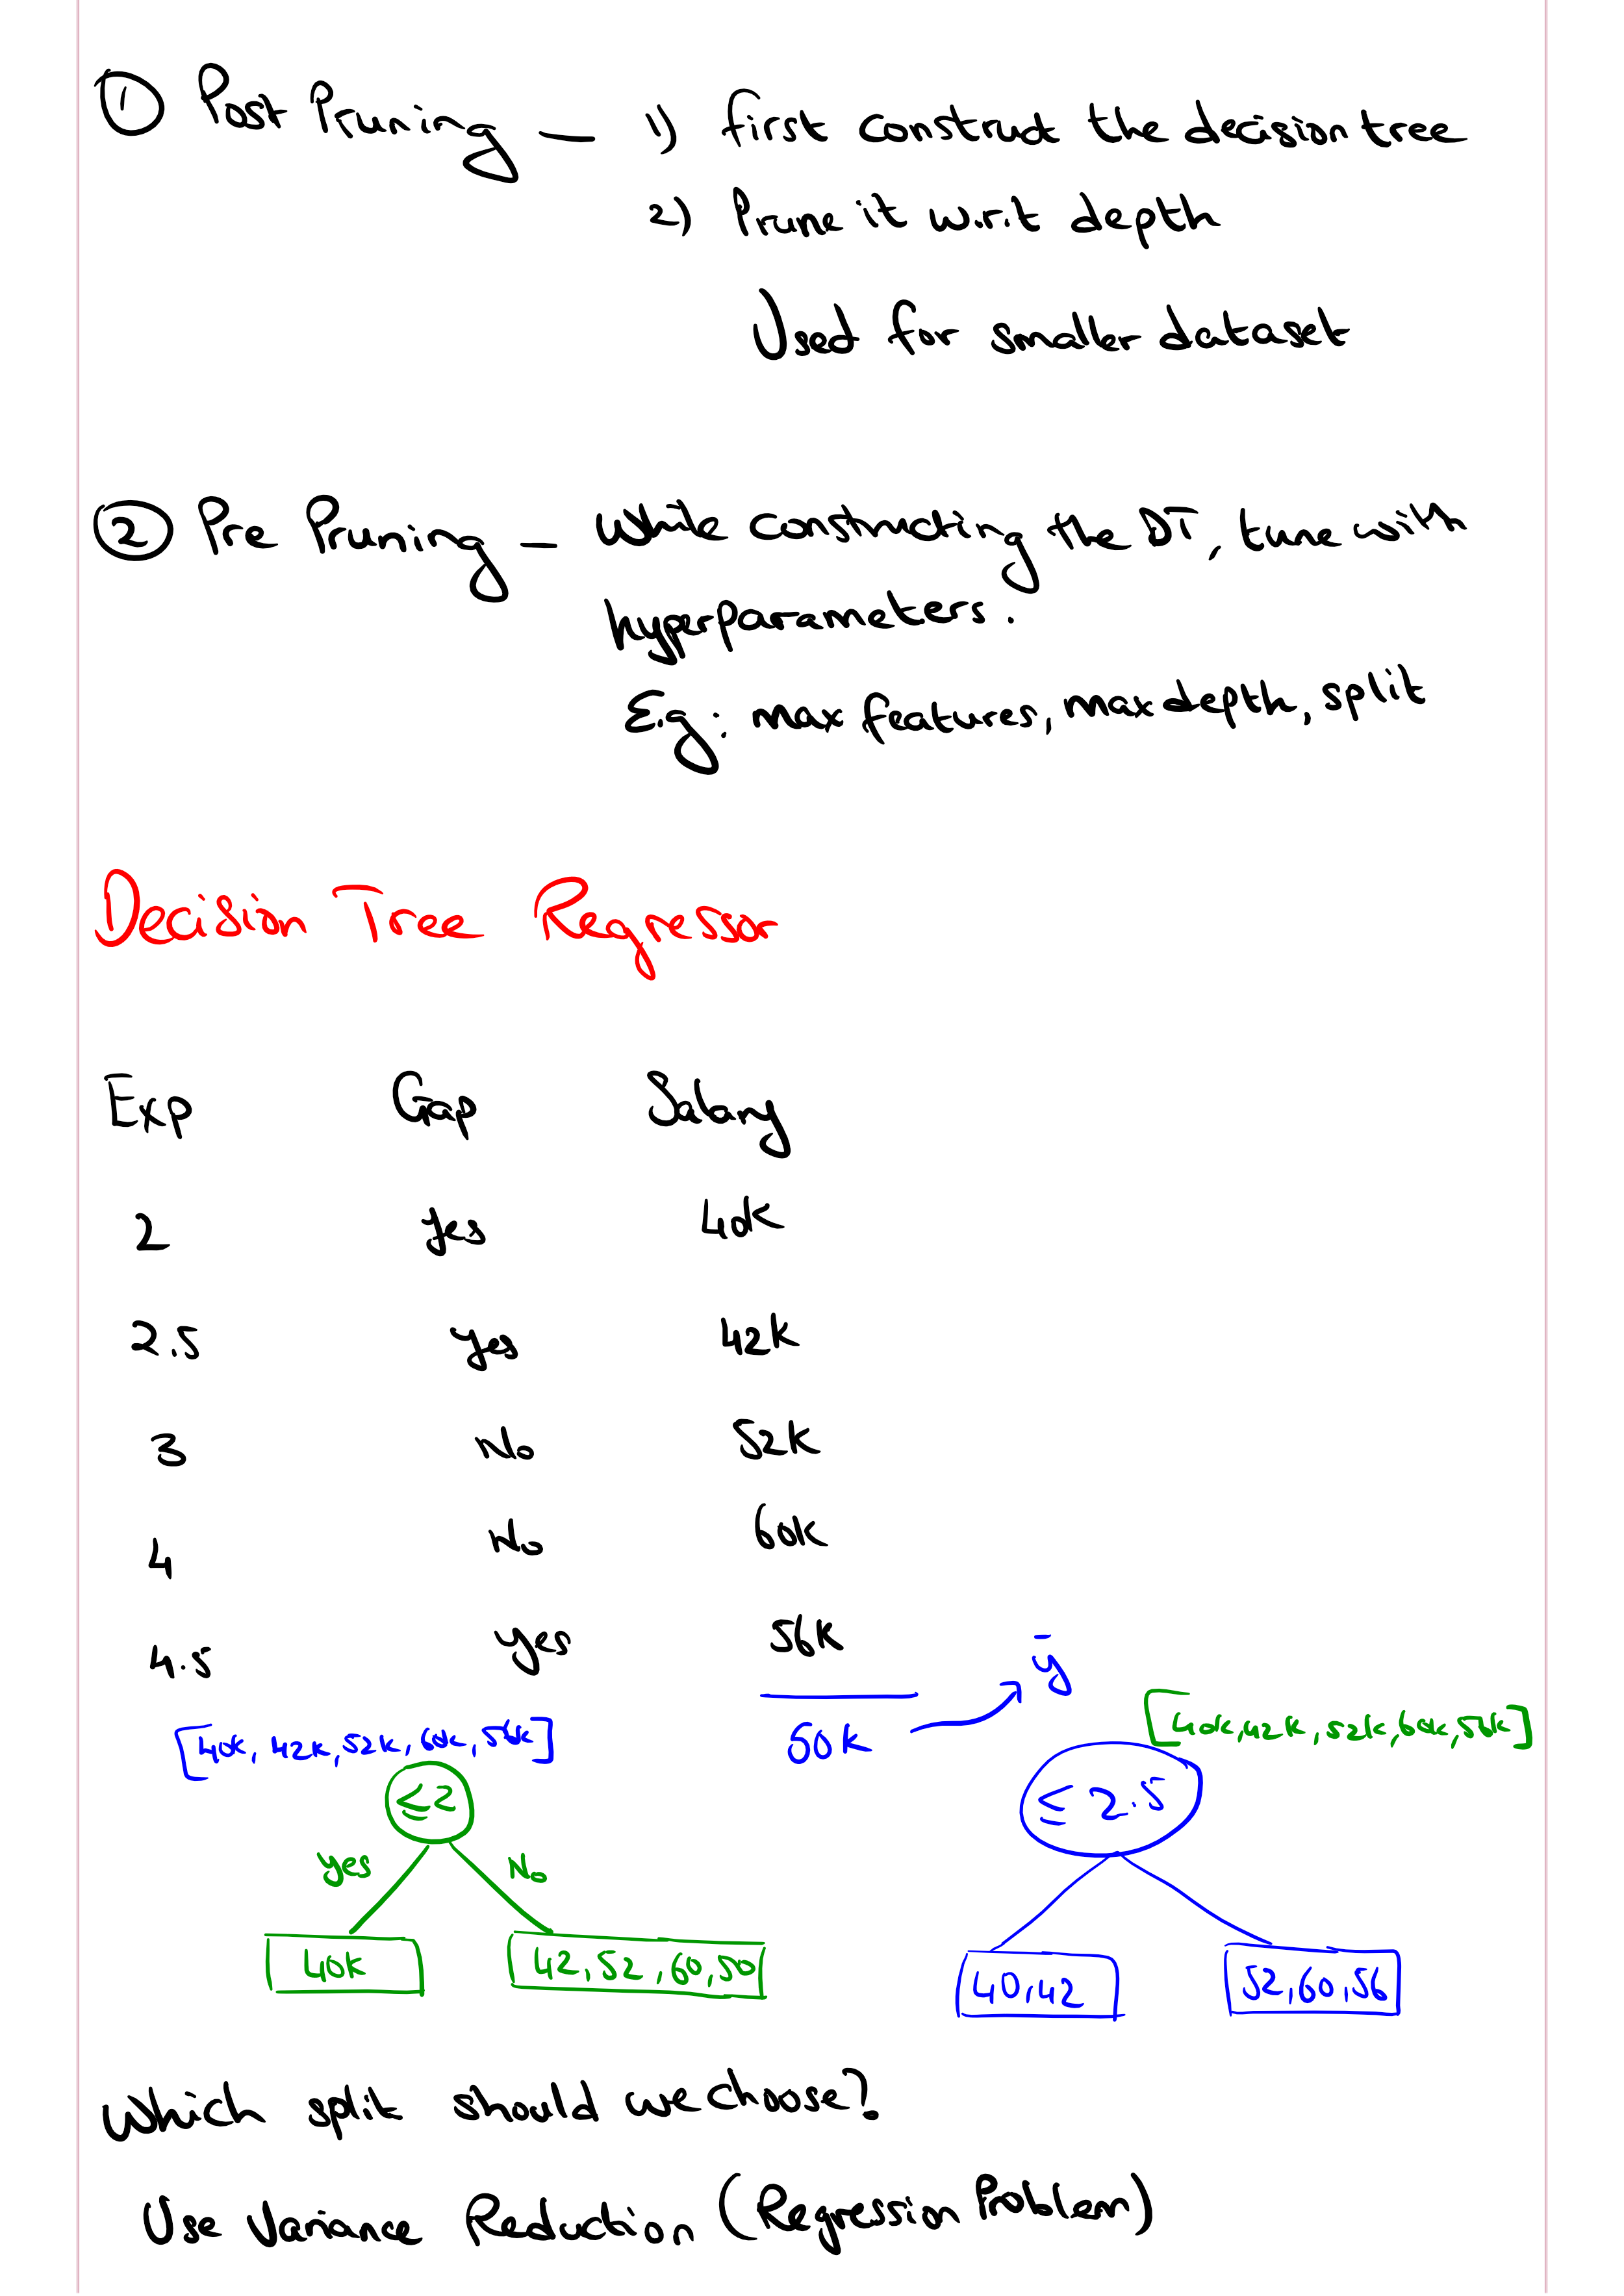 ① Post Pruning — 1) first construct the decision tree
2) Prune it w.r.t depth
Used for smaller dataset
② Pre Pruning — While constructing the DT, tune with
hyperparameters.
E.g: max features, max depth, split
Decision Tree Regressor
Exp Gap Salary
2 yes 40k
2.5 yes 42k
3 No 52k
4 No 60k
4.5 yes 56k
ȳ
50k
[40k, 42k, 52k, 60k, 56k]
[40k, 42k, 52k, 60k, 56k]
≤2
≤ 2.5
yes No
40k
42, 52, 60, 50
40, 42
52, 60, 56
Which split should we choose?
Use Variance Reduction (Regression Problem)